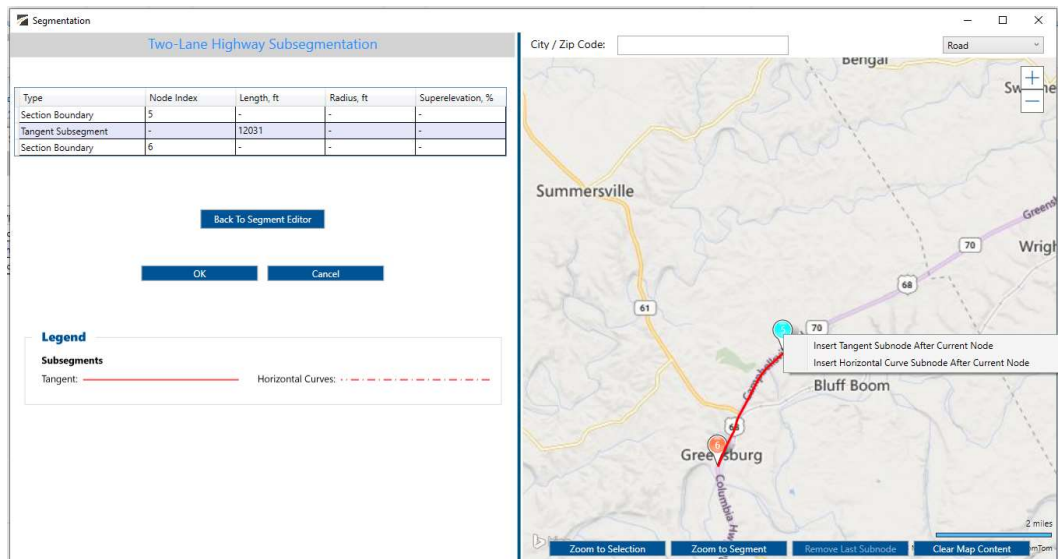 Segmentation
Two-Lane Highway Subsegmentation
Type Node Index Length, ft Radius, ft Superelevation, %
Section Boundary 5 - - -
Tangent Subsegment - 12031 - -
Section Boundary 6 - - -
Back To Segment Editor
OK Cancel
Legend
Subsegments
Tangent: Horizontal Curves:
City / Zip Code: Road
Bengal
+
−
Summersville
70
68
61
70
5
Insert Tangent Subnode After Current Node
Insert Horizontal Curve Subnode After Current Node
Bluff Boom
68
6
Greensburg
Columbia
2 miles
Zoom to Selection Zoom to Segment Remove Last Subnode Clear Map Content